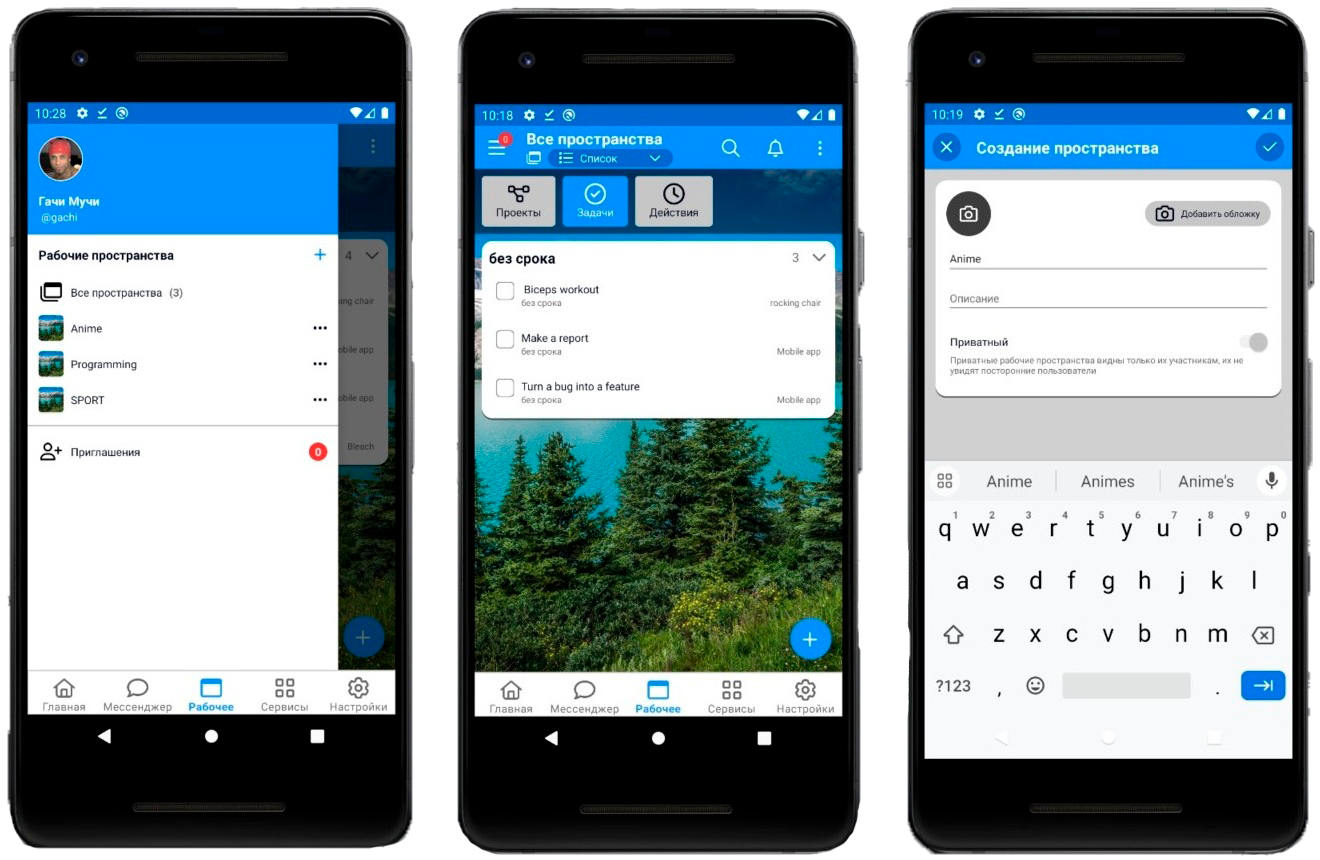 10:28
Гачи Мучи
@gachi
Рабочие пространства
4
Все пространства (3)
ing chair
Anime
obile app
Programming
SPORT
obile app
Приглашения
0
Bleach
Главная
Мессенджер
Рабочее
Сервисы
Настройки
10:18
0
Все пространства
Список
Проекты
Задачи
Действия
без срока
3
Biceps workout
без срока
rocking chair
Make a report
без срока
Mobile app
Turn a bug into a feature
без срока
Mobile app
Главная
Мессенджер
Рабочее
Сервисы
Настройки
10:19
Создание пространства
Добавить обложку
Anime
Описание
Приватный
Приватные рабочие пространства видны только их участникам, их не
увидят посторонние пользователи
Anime Animes Anime's
1 2 3 4 5 6 7 8 9 0
q w e r t y u i o p
a s d f g h j k l
z x c v b n m
?123 , .